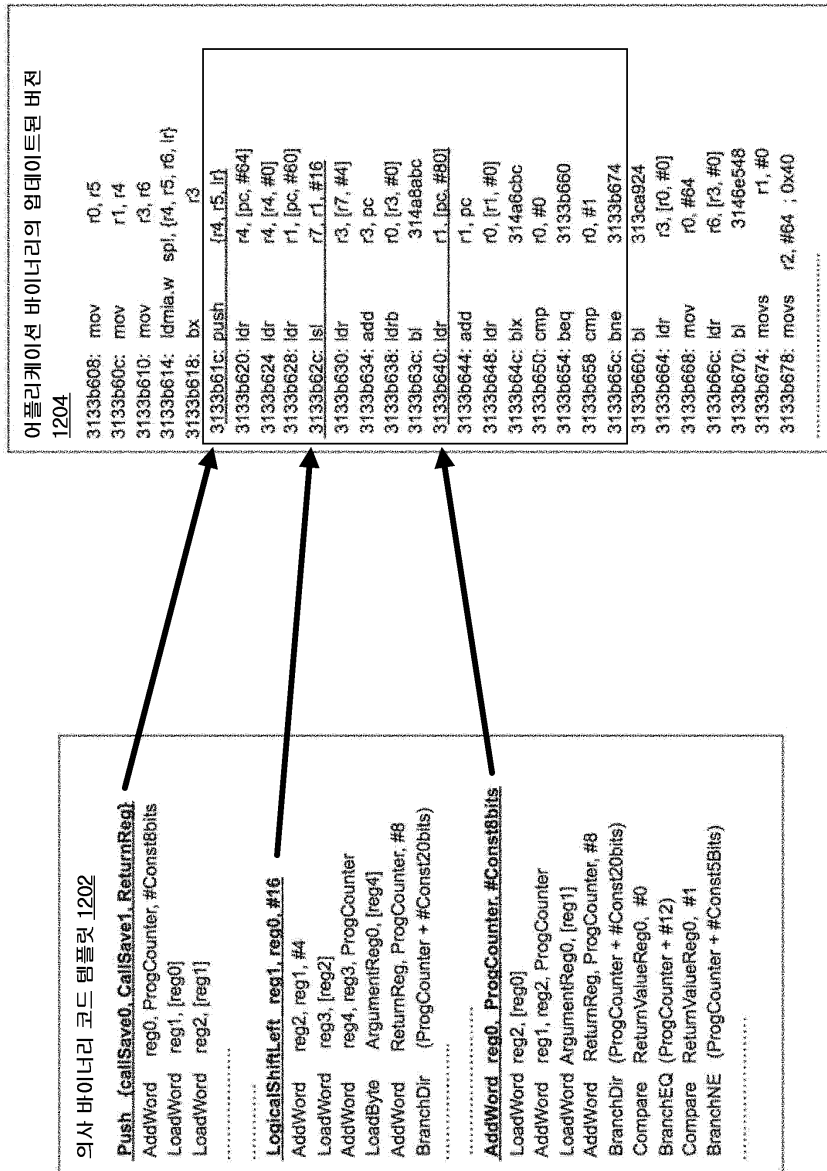 의사 바이너리 코드 템플릿 1202
Push {callSave0, CallSave1, ReturnReg}
AddWord reg0, ProgCounter, #Const8bits
LoadWord reg1, [reg0]
LoadWord reg2, [reg1]
..................
..................
LogicalShiftLeft reg1, reg0, #16
AddWord reg2, reg1, #4
LoadWord reg3, [reg2]
AddWord reg4, reg3, ProgCounter
LoadByte ArgumentReg0, [reg4]
AddWord ReturnReg, ProgCounter, #8
BranchDir (ProgCounter + #Const20bits)
..................
..................
AddWord reg0, ProgCounter, #Const8bits
LoadWord reg2, [reg0]
AddWord reg1, reg2, ProgCounter
LoadWord ArgumentReg0, [reg1]
AddWord ReturnReg, ProgCounter, #8
BranchDir (ProgCounter + #Const20bits)
Compare ReturnValueReg0, #0
BranchEQ (ProgCounter + #12)
Compare ReturnValueReg0, #1
BranchNE (ProgCounter + #Const5Bits)
..................
어플리케이션 바이너리의 업데이트된 버전
1204
3133b608: mov r0, r5
3133b60c: mov r1, r4
3133b610: mov r3, r6
3133b614: ldmia.w sp!, {r4, r5, r6, lr}
3133b618: bx r3
3133b61c: push {r4, r5, lr}
3133b620: ldr r4, [pc, #64]
3133b624 ldr r4, [r4, #0]
3133b628: ldr r1, [pc, #60]
3133b62c: lsl r7, r1, #16
3133b630: ldr r3, [r7, #4]
3133b634: add r3, pc
3133b638: ldrb r0, [r3, #0]
3133b63c: bl 314a8abc
3133b640: ldr r1, [pc, #80]
3133b644: add r1, pc
3133b648: ldr r0, [r1, #0]
3133b64c: blx 314a6cbc
3133b650: cmp r0, #0
3133b654: beq 3133b660
3133b658 cmp r0, #1
3133b65c: bne 3133b674
3133b660: bl 313ca924
3133b664: ldr r3, [r0, #0]
3133b668: mov r0, #64
3133b66c: ldr r6, [r3, #0]
3133b670: bl 3146e548
3133b674: movs r1, #0
3133b678: movs r2, #64 ; 0x40
..................